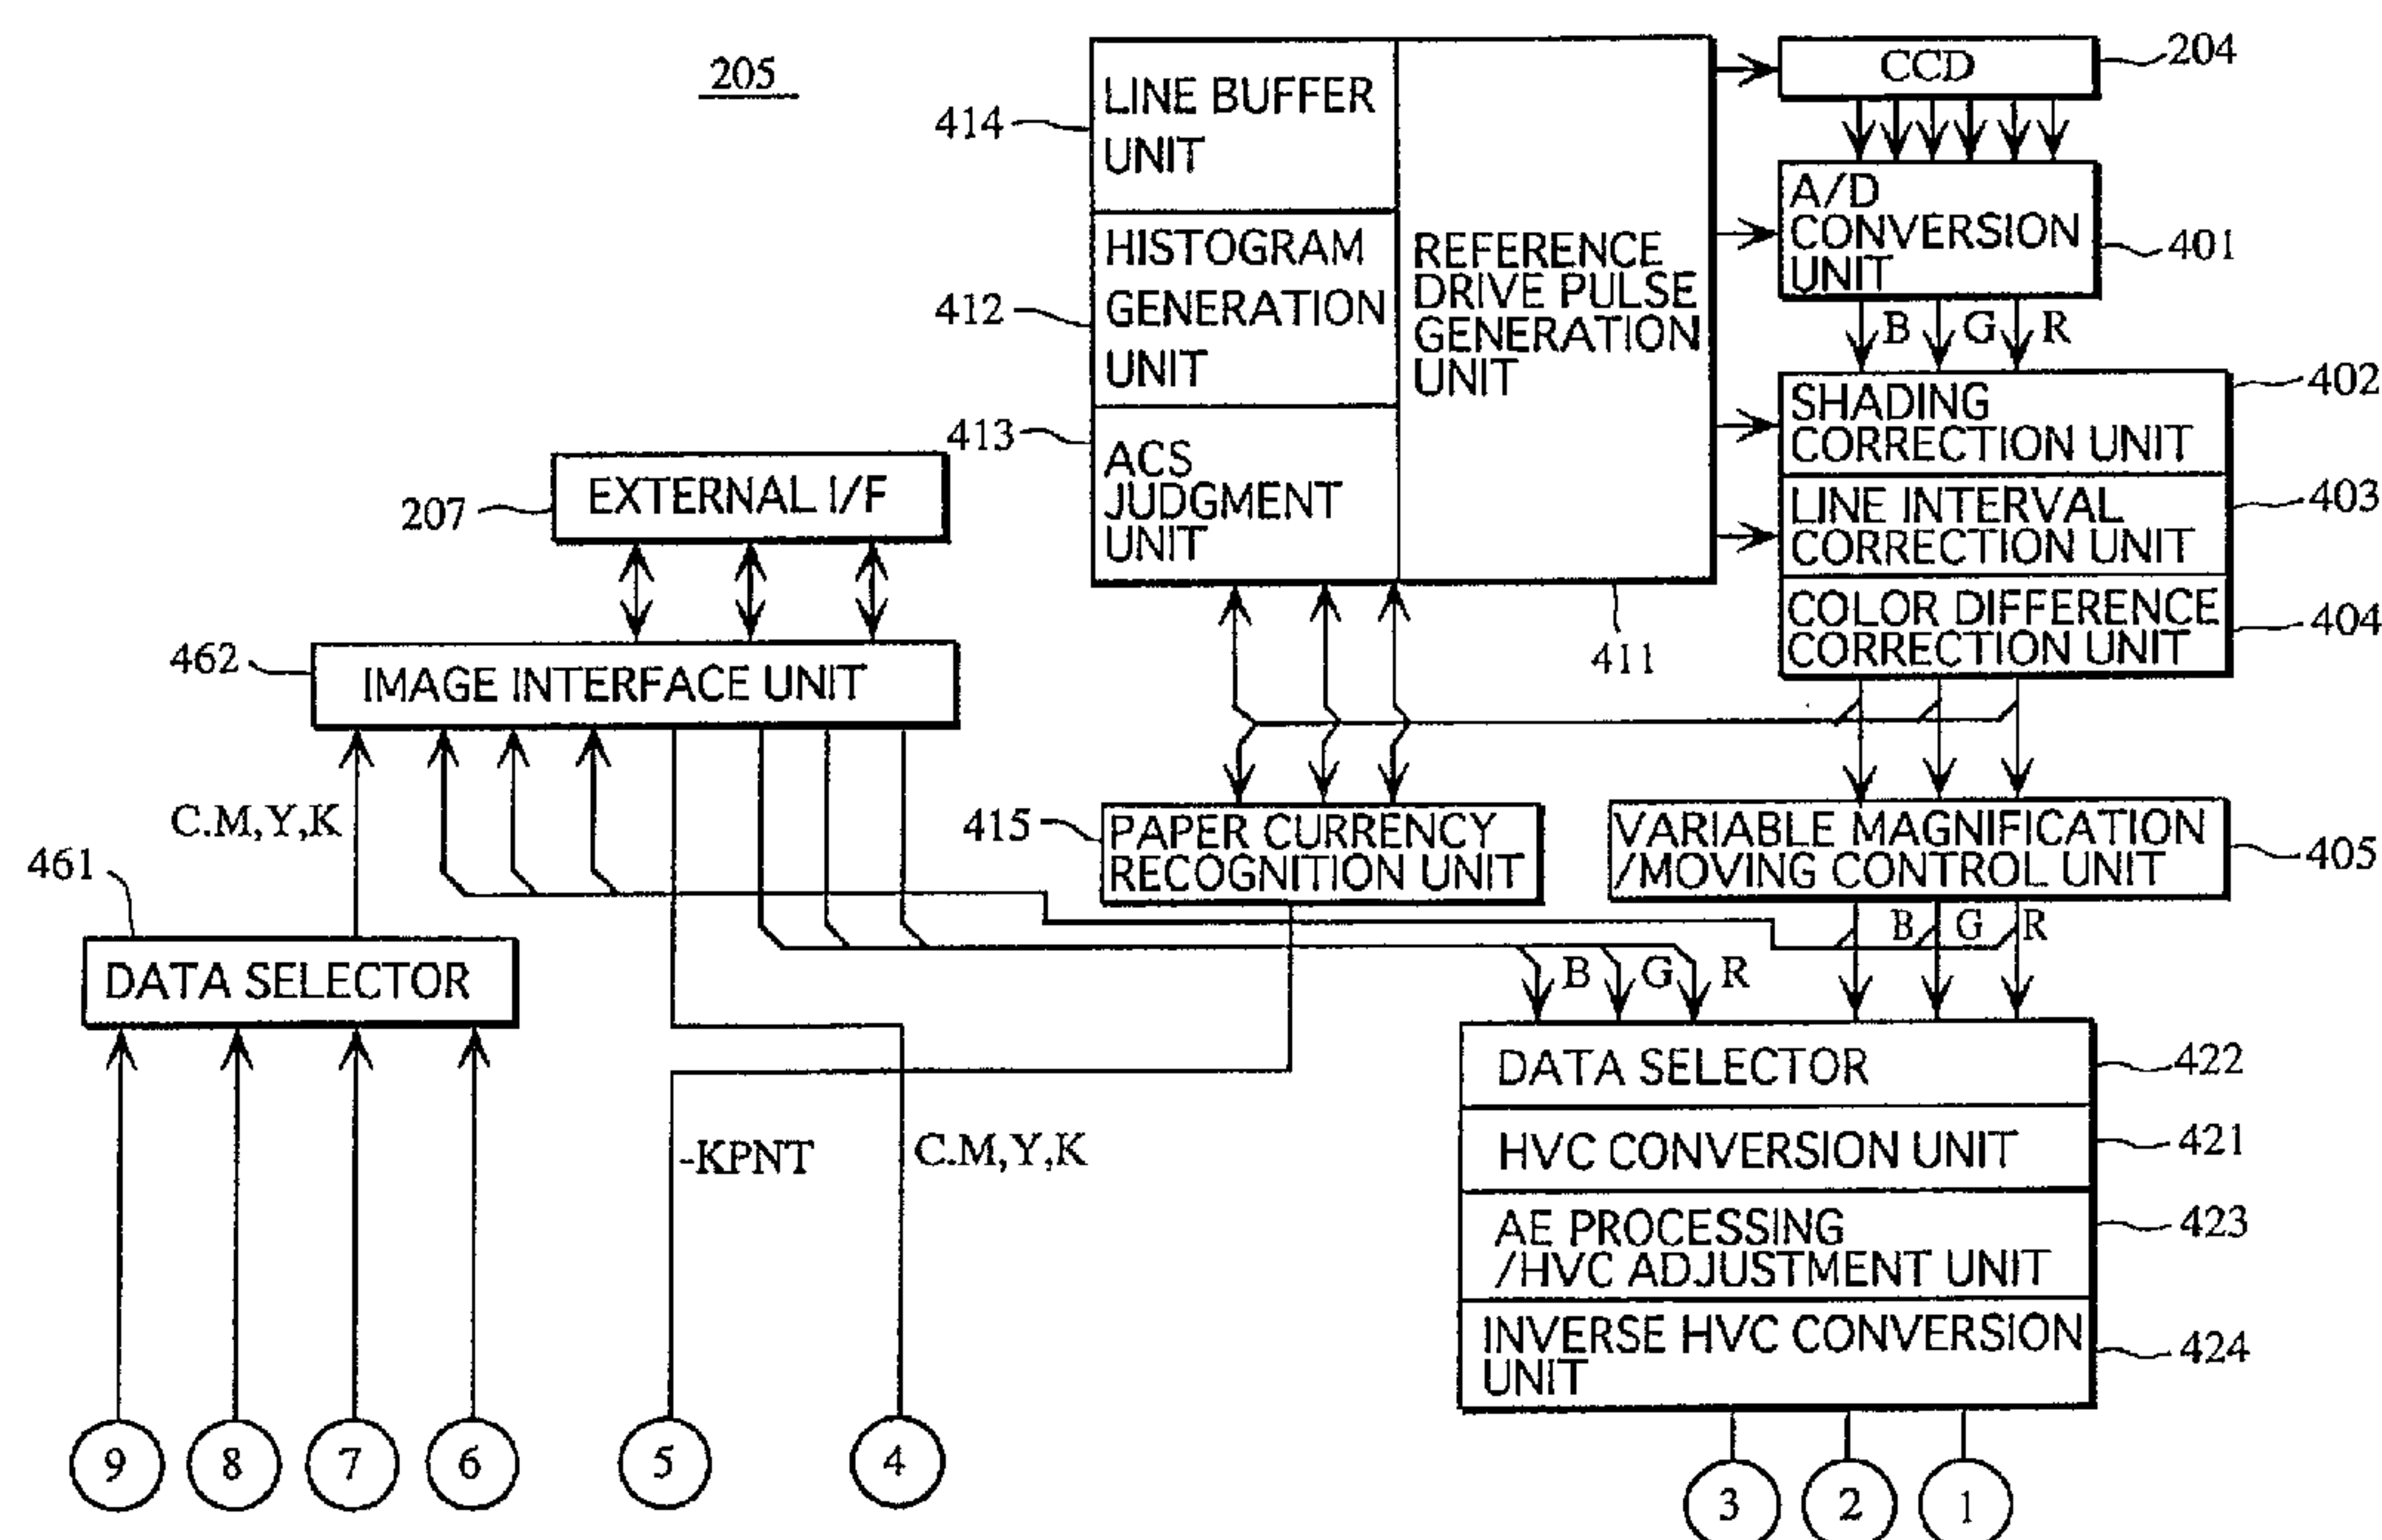 205
414
LINE BUFFER
UNIT
412
HISTOGRAM
GENERATION
UNIT
413
ACS
JUDGMENT
UNIT
REFERENCE
DRIVE PULSE
GENERATION
UNIT
411
CCD
204
A/D
CONVERSION
UNIT
401
B G R
SHADING
CORRECTION UNIT
402
LINE INTERVAL
CORRECTION UNIT
403
COLOR DIFFERENCE
CORRECTION UNIT
404
207
EXTERNAL I/F
462
IMAGE INTERFACE UNIT
C.M,Y,K
461
DATA SELECTOR
415
PAPER CURRENCY
RECOGNITION UNIT
VARIABLE MAGNIFICATION
/MOVING CONTROL UNIT
405
B G R
B G R
DATA SELECTOR
422
HVC CONVERSION UNIT
421
AE PROCESSING
/HVC ADJUSTMENT UNIT
423
INVERSE HVC CONVERSION
UNIT
424
-KPNT
C.M,Y,K
9 8 7 6 5 4
3 2 1